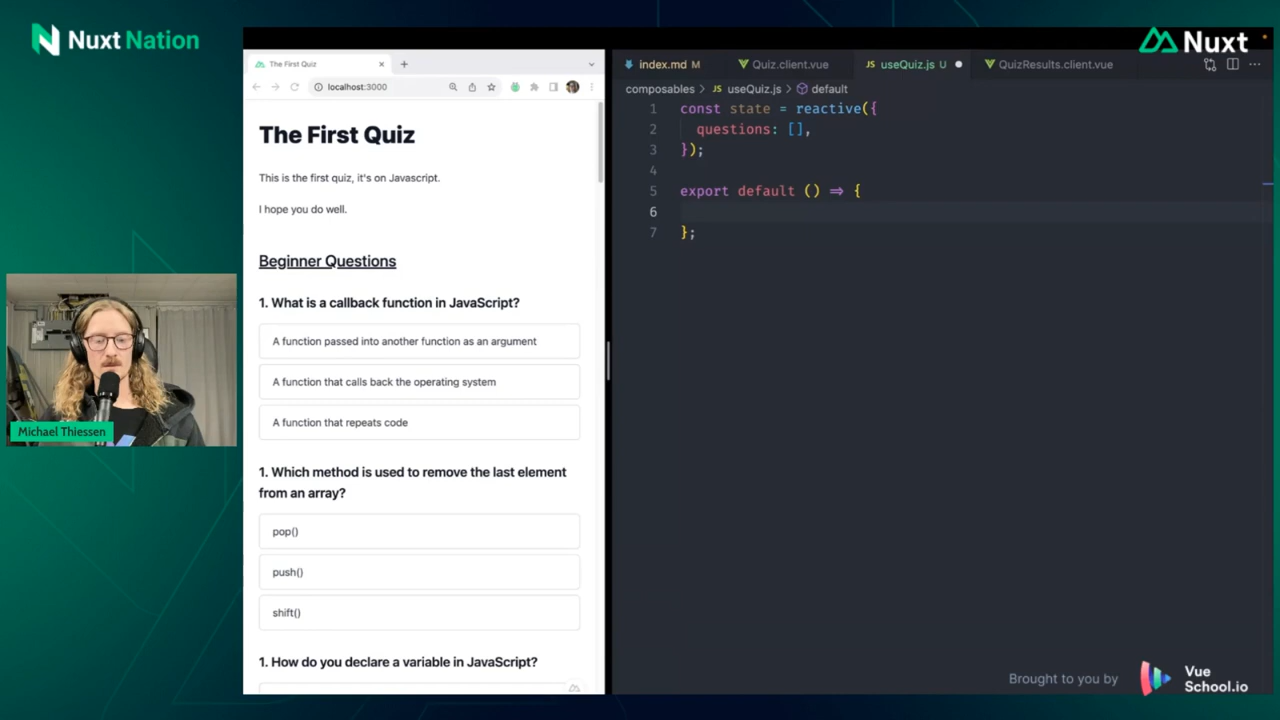 Nuxt Nation
Michael Thiessen
The First Quiz
localhost:3000
The First Quiz
This is the first quiz, it's on Javascript.
I hope you do well.
Beginner Questions
1. What is a callback function in JavaScript?
A function passed into another function as an argument
A function that calls back the operating system
A function that repeats code
1. Which method is used to remove the last element
from an array?
pop()
push()
shift()
1. How do you declare a variable in JavaScript?
Nuxt
index.md M
Quiz.client.vue
JS useQuiz.js U
QuizResults.client.vue
composables > JS useQuiz.js > default
1 const state = reactive({
2 questions: [],
3 });
4
5 export default () => {
6
7 };
Brought to you by
Vue
School.io